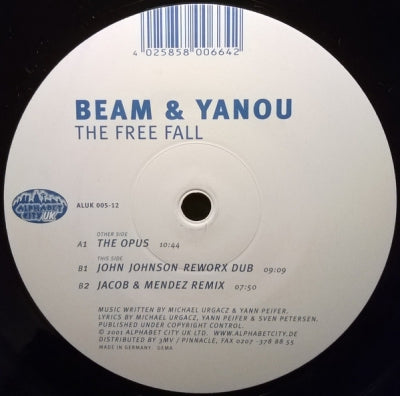 4 025858 006642
BEAM & YANOU
THE FREE FALL
ALPHABET
CITY UK
ALUK 005-12
OTHER SIDE
A1 THE OPUS 10:44
THIS SIDE
B1 JOHN JOHNSON REWORX DUB 09:09
B2 JACOB & MENDEZ REMIX 07:50
MUSIC WRITTEN BY MICHAEL URGACZ & YANN PEIFER.
LYRICS BY MICHAEL URGACZ, YANN PEIFER & SVEN PETERSEN.
PUBLISHED UNDER COPYRIGHT CONTROL.
© 2001 ALPHABET CITY UK LTD. WWW.ALPHABETCITY.DE
DISTRIBUTED BY 3MV / PINNACLE, FAX 0207 -378 88 55
MADE IN GERMANY GEMA